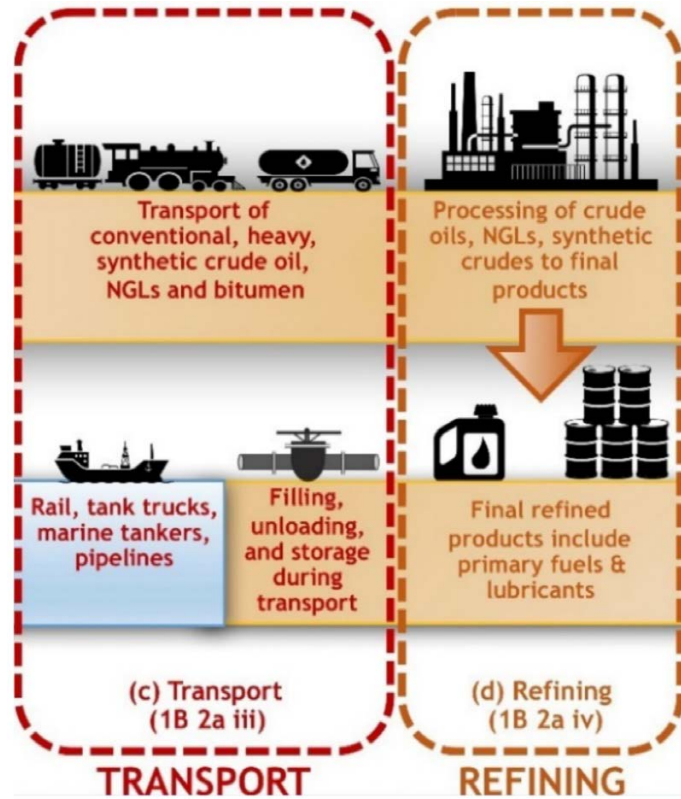 Transport of
conventional, heavy,
synthetic crude oil,
NGLs and bitumen
Rail, tank trucks,
marine tankers,
pipelines
Filling,
unloading,
and storage
during
transport
(c) Transport
(1B 2a iii)
TRANSPORT
Processing of crude
oils, NGLs, synthetic
crudes to final
products
Final refined
products include
primary fuels &
lubricants
(d) Refining
(1B 2a iv)
REFINING